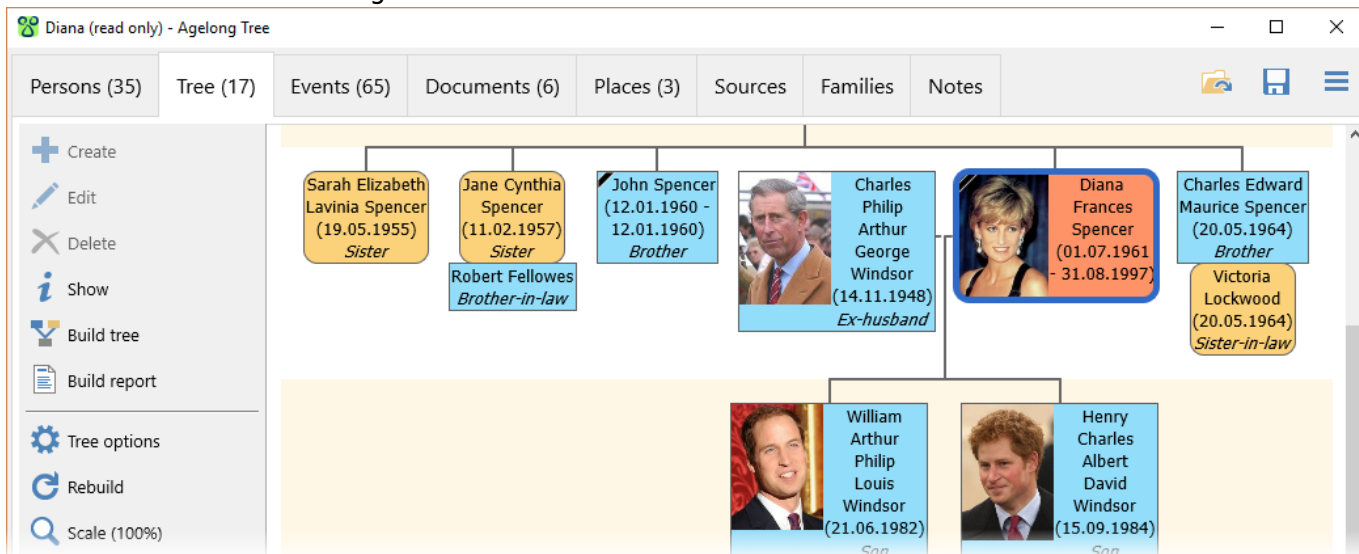 Diana (read only) - Agelong Tree
Persons (35)
Tree (17)
Events (65)
Documents (6)
Places (3)
Sources
Families
Notes
Create
Edit
Delete
Show
Build tree
Build report
Tree options
Rebuild
Scale (100%)
Sarah Elizabeth
Lavinia Spencer
(19.05.1955)
Sister
Jane Cynthia
Spencer
(11.02.1957)
Sister
Robert Fellowes
Brother-in-law
John Spencer
(12.01.1960 -
12.01.1960)
Brother
Charles
Philip
Arthur
George
Windsor
(14.11.1948)
Ex-husband
Diana
Frances
Spencer
(01.07.1961
- 31.08.1997)
Charles Edward
Maurice Spencer
(20.05.1964)
Brother
Victoria
Lockwood
(20.05.1964)
Sister-in-law
William
Arthur
Philip
Louis
Windsor
(21.06.1982)
Son
Henry
Charles
Albert
David
Windsor
(15.09.1984)
Son